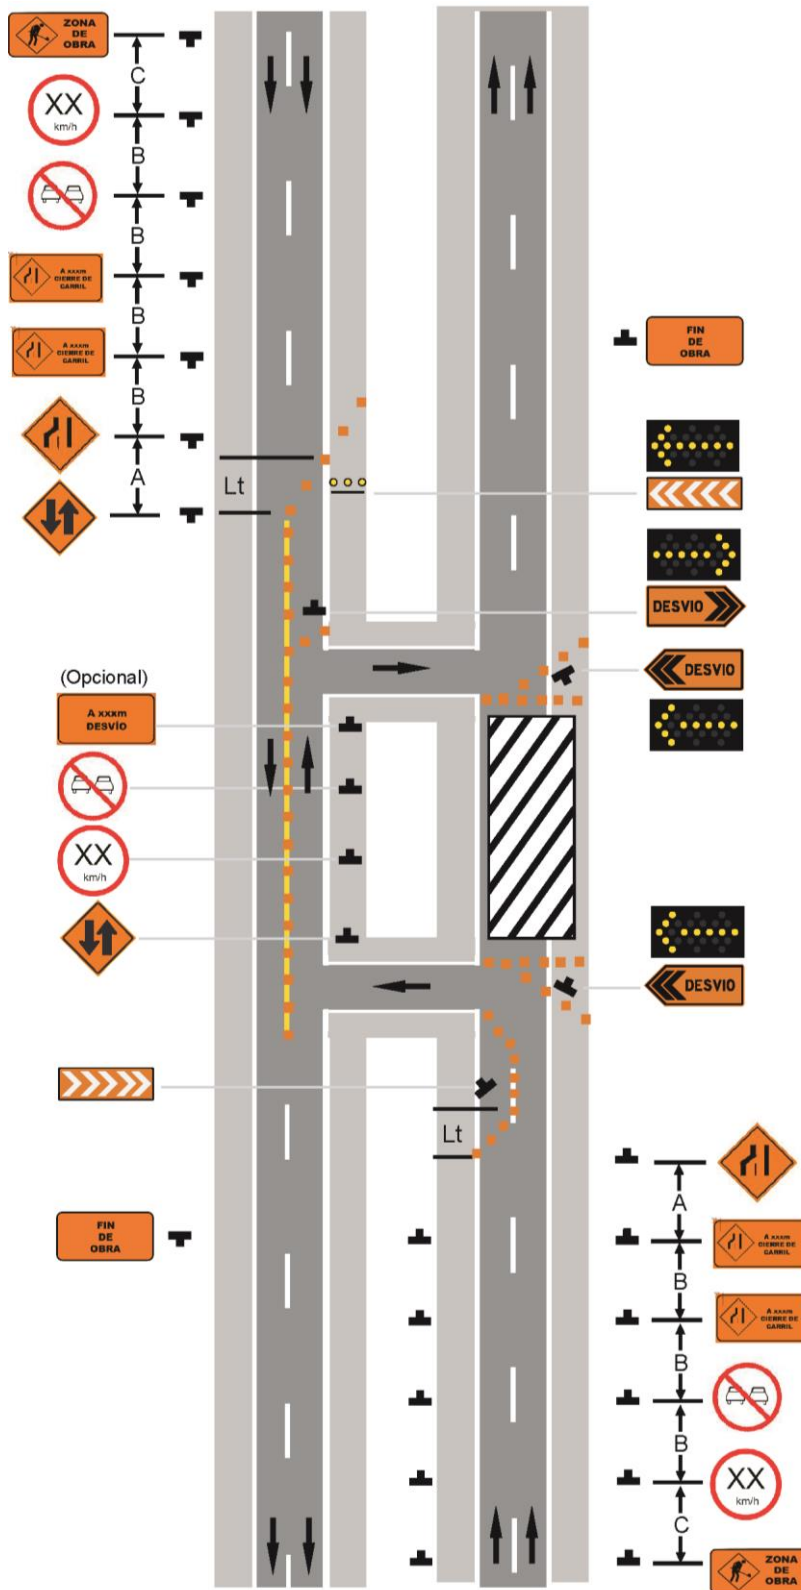 ZONA
DE
OBRA
C
XX
km/h
B
B
A xxxm
CIERRE DE
CARRIL
B
A xxxm
CIERRE DE
CARRIL
B
A
Lt
FIN
DE
OBRA
DESVIO
DESVIO
(Opcional)
A xxxm
DESVÍO
XX
km/h
DESVIO
Lt
FIN
DE
OBRA
A
A xxxm
CIERRE DE
CARRIL
B
A xxxm
CIERRE DE
CARRIL
B
B
XX
km/h
C
ZONA
DE
OBRA